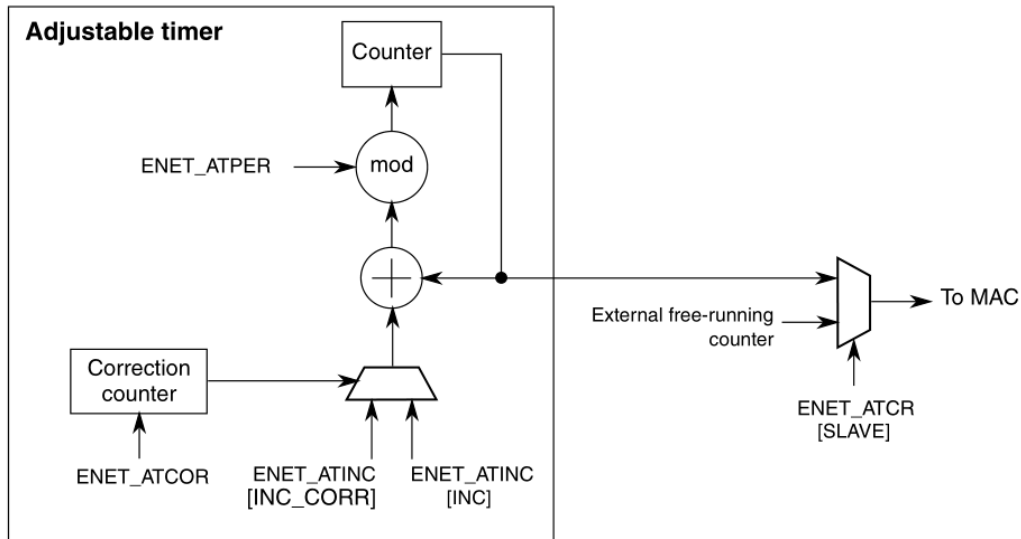 Adjustable timer
Counter
ENET_ATPER
mod
To MAC
External free-running
counter
Correction
counter
ENET_ATCR
[SLAVE]
ENET_ATCOR
ENET_ATINC
[INC_CORR]
ENET_ATINC
[INC]